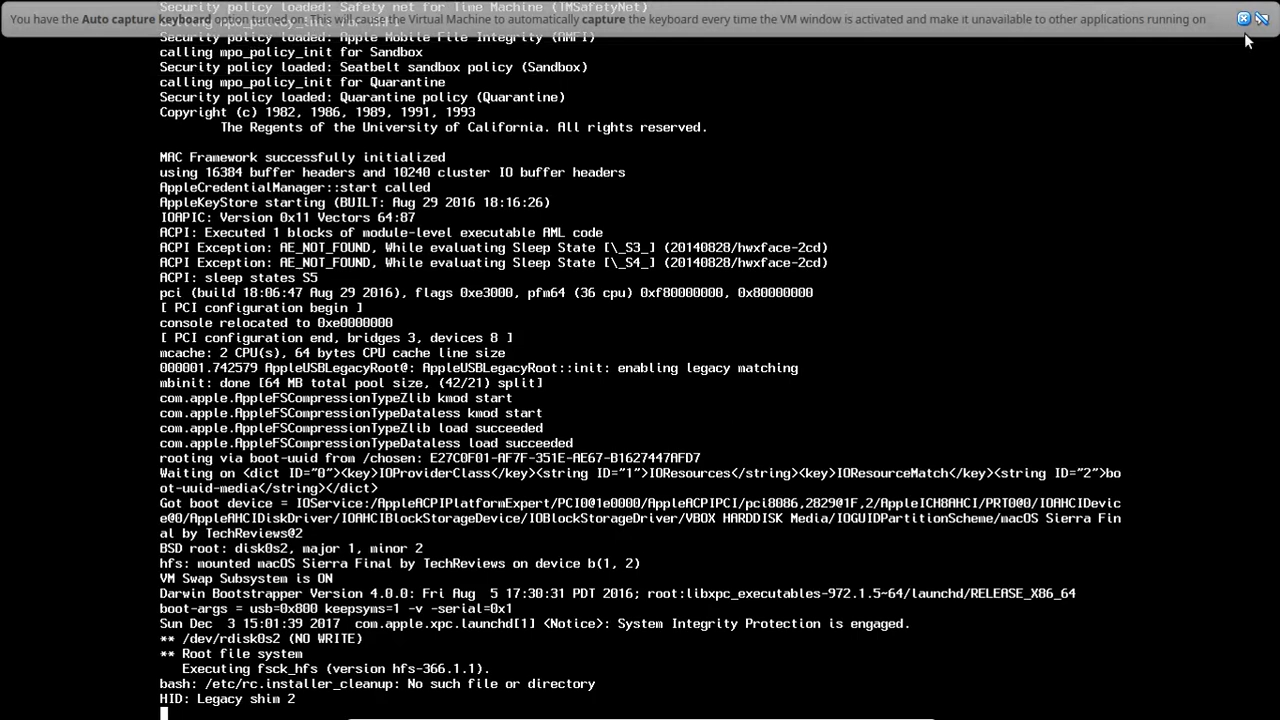 Security policy loaded: Safety net for Time Machine (TMSafetyNet)
You have the Auto capture keyboard option turned on. This will cause the Virtual Machine to automatically capture the keyboard every time the VM window is activated and make it unavailable to other applications running on
Security policy loaded: Apple Mobile File Integrity (AMFI)
calling mpo_policy_init for Sandbox
Security policy loaded: Seatbelt sandbox policy (Sandbox)
calling mpo_policy_init for Quarantine
Security policy loaded: Quarantine policy (Quarantine)
Copyright (c) 1982, 1986, 1989, 1991, 1993
The Regents of the University of California. All rights reserved.
MAC Framework successfully initialized
using 16384 buffer headers and 10240 cluster IO buffer headers
AppleCredentialManager::start called
AppleKeyStore starting (BUILT: Aug 29 2016 18:16:26)
IOAPIC: Version 0x11 Vectors 64:87
ACPI: Executed 1 blocks of module-level executable AML code
ACPI Exception: AE_NOT_FOUND, While evaluating Sleep State [\_S3_] (20140828/hwxface-2cd)
ACPI Exception: AE_NOT_FOUND, While evaluating Sleep State [\_S4_] (20140828/hwxface-2cd)
ACPI: sleep states S5
pci (build 18:06:47 Aug 29 2016), flags 0xe3000, pfm64 (36 cpu) 0xf80000000, 0x80000000
[ PCI configuration begin ]
console relocated to 0xe0000000
[ PCI configuration end, bridges 3, devices 8 ]
mcache: 2 CPU(s), 64 bytes CPU cache line size
000001.742579 AppleUSBLegacyRoot@: AppleUSBLegacyRoot::init: enabling legacy matching
mbinit: done [64 MB total pool size, (42/21) split]
com.apple.AppleFSCompressionTypeZlib kmod start
com.apple.AppleFSCompressionTypeDataless kmod start
com.apple.AppleFSCompressionTypeZlib load succeeded
com.apple.AppleFSCompressionTypeDataless load succeeded
rooting via boot-uuid from /chosen: E27C0F01-AF7F-351E-AE67-B1627447AFD7
Waiting on <dict ID="0"><key>IOProviderClass</key><string ID="1">IOResources</string><key>IOResourceMatch</key><string ID="2">bo
ot-uuid-media</string></dict>
Got boot device = IOService:/AppleACPIPlatformExpert/PCI0@1e0000/AppleACPIPCI/pci8086,2829@1F,2/AppleICH8AHCI/PRT0@0/IOAHCIDevic
e@0/AppleAHCIDiskDriver/IOAHCIBlockStorageDevice/IOBlockStorageDriver/VBOX HARDDISK Media/IOGUIDPartitionScheme/macOS Sierra Fin
al by TechReviews@2
BSD root: disk0s2, major 1, minor 2
hfs: mounted macOS Sierra Final by TechReviews on device b(1, 2)
VM Swap Subsystem is ON
Darwin Bootstrapper Version 4.0.0: Fri Aug  5 17:30:31 PDT 2016; root:libxpc_executables-972.1.5~64/launchd/RELEASE_X86_64
boot-args = usb=0x800 keepsyms=1 -v -serial=0x1
Sun Dec  3 15:01:39 2017  com.apple.xpc.launchd[1] <Notice>: System Integrity Protection is engaged.
** /dev/rdisk0s2 (NO WRITE)
** Root file system
Executing fsck_hfs (version hfs-366.1.1).
bash: /etc/rc.installer_cleanup: No such file or directory
HID: Legacy shim 2